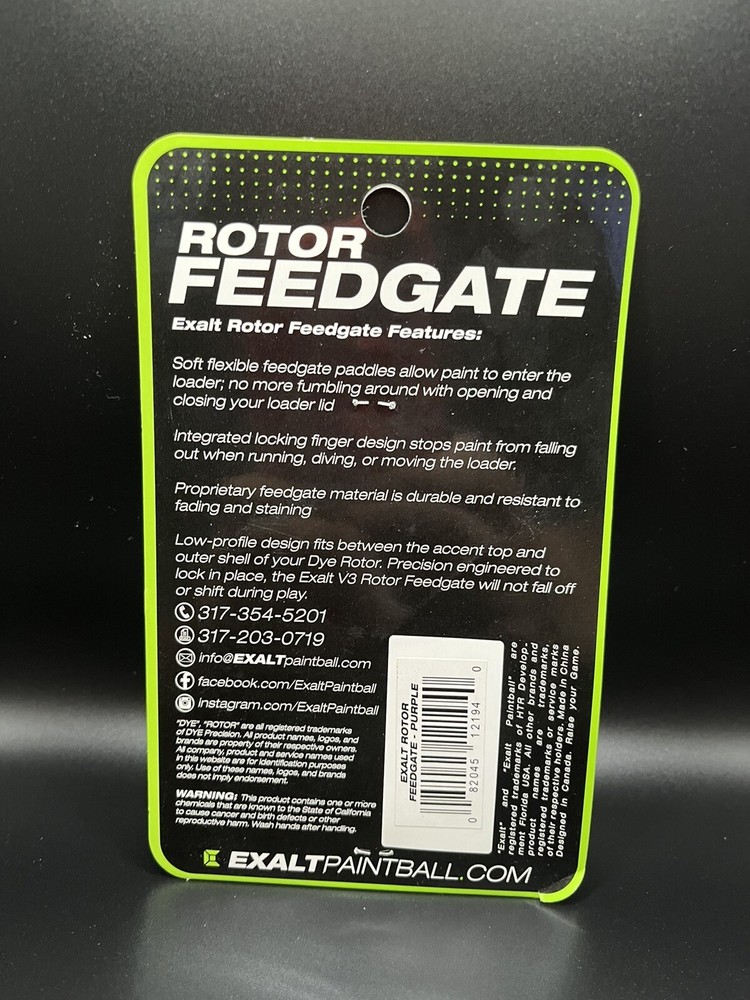 ROTOR
FEEDGATE
Exalt Rotor Feedgate Features:
Soft flexible feedgate paddles allow paint to enter the
loader; no more fumbling around with opening and
closing your loader lid
Integrated locking finger design stops paint from falling
out when running, diving, or moving the loader.
Proprietary feedgate material is durable and resistant to
fading and staining
Low-profile design fits between the accent top and
outer shell of your Dye Rotor. Precision engineered to
lock in place, the Exalt V3 Rotor Feedgate will not fall off
or shift during play.
317-354-5201
317-203-0719
info@EXALTpaintball.com
facebook.com/ExaltPaintball
Instagram.com/ExaltPaintball
"DYE", "ROTOR" are all registered trademarks
of DYE Precision. All product names, logos, and
brands are property of their respective owners.
All company, product and service names used
in this website are for identification purposes
only. Use of these names, logos, and brands
does not imply endorsement.
WARNING: This product contains one or more
chemicals that are known to the State of California
to cause cancer and birth defects or other
reproductive harm. Wash hands after handling.
EXALT ROTOR
FEEDGATE - PURPLE
0 82045 12194 0
"Exalt" and "Exalt Paintball" are
registered trademarks of HTR Develop-
ment Florida USA. All other brands and
product names are trademarks,
registered trademarks or service marks
of their respective holders. Made in China
Designed in Canada. Raise your Game.
EXALTPAINTBALL.COM